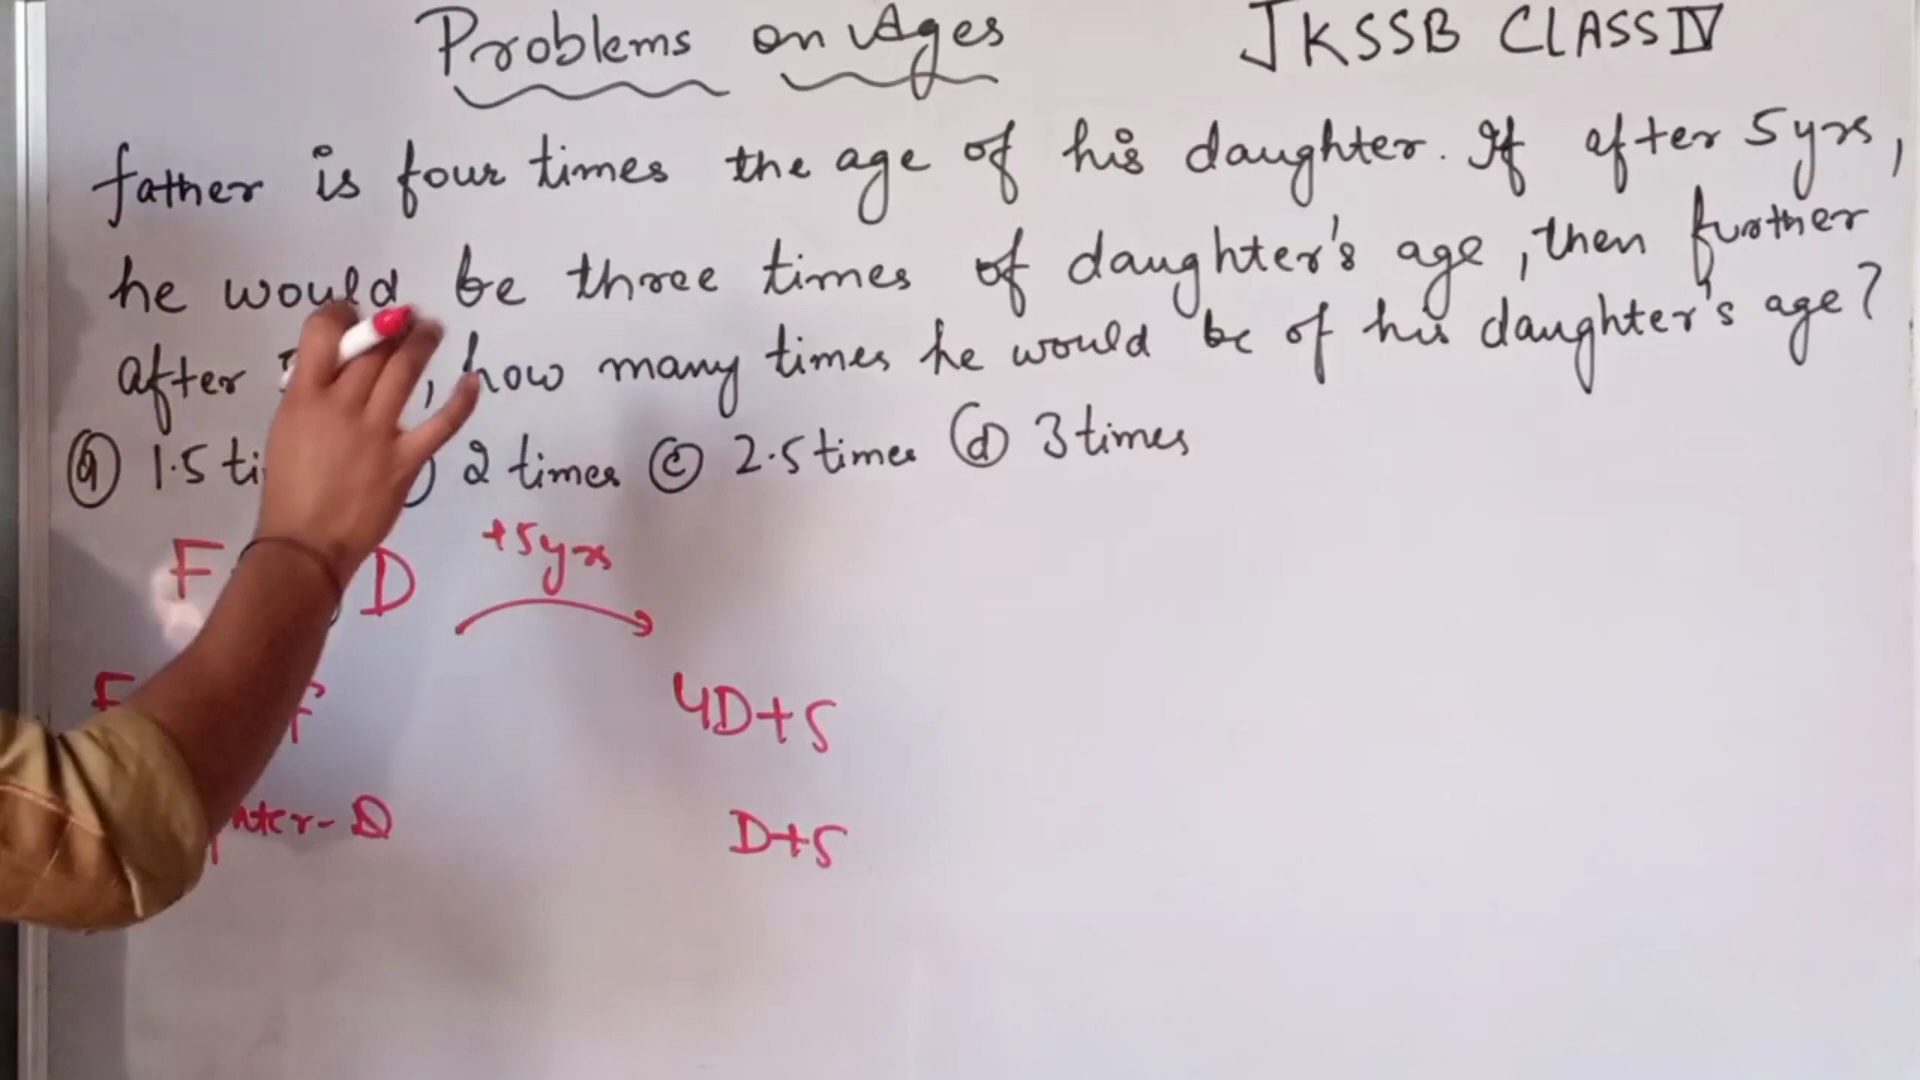 Problems on Ages JKSSB CLASS IV
father is four times the age of his daughter. If after 5yrs,
he would be three times of daughter's age, then further
after , how many times he would be of his daughter's age?
(a) 1.5 2 times (c) 2.5 times (d) 3 times
F D +5yrs
F 4D+5
D D+5